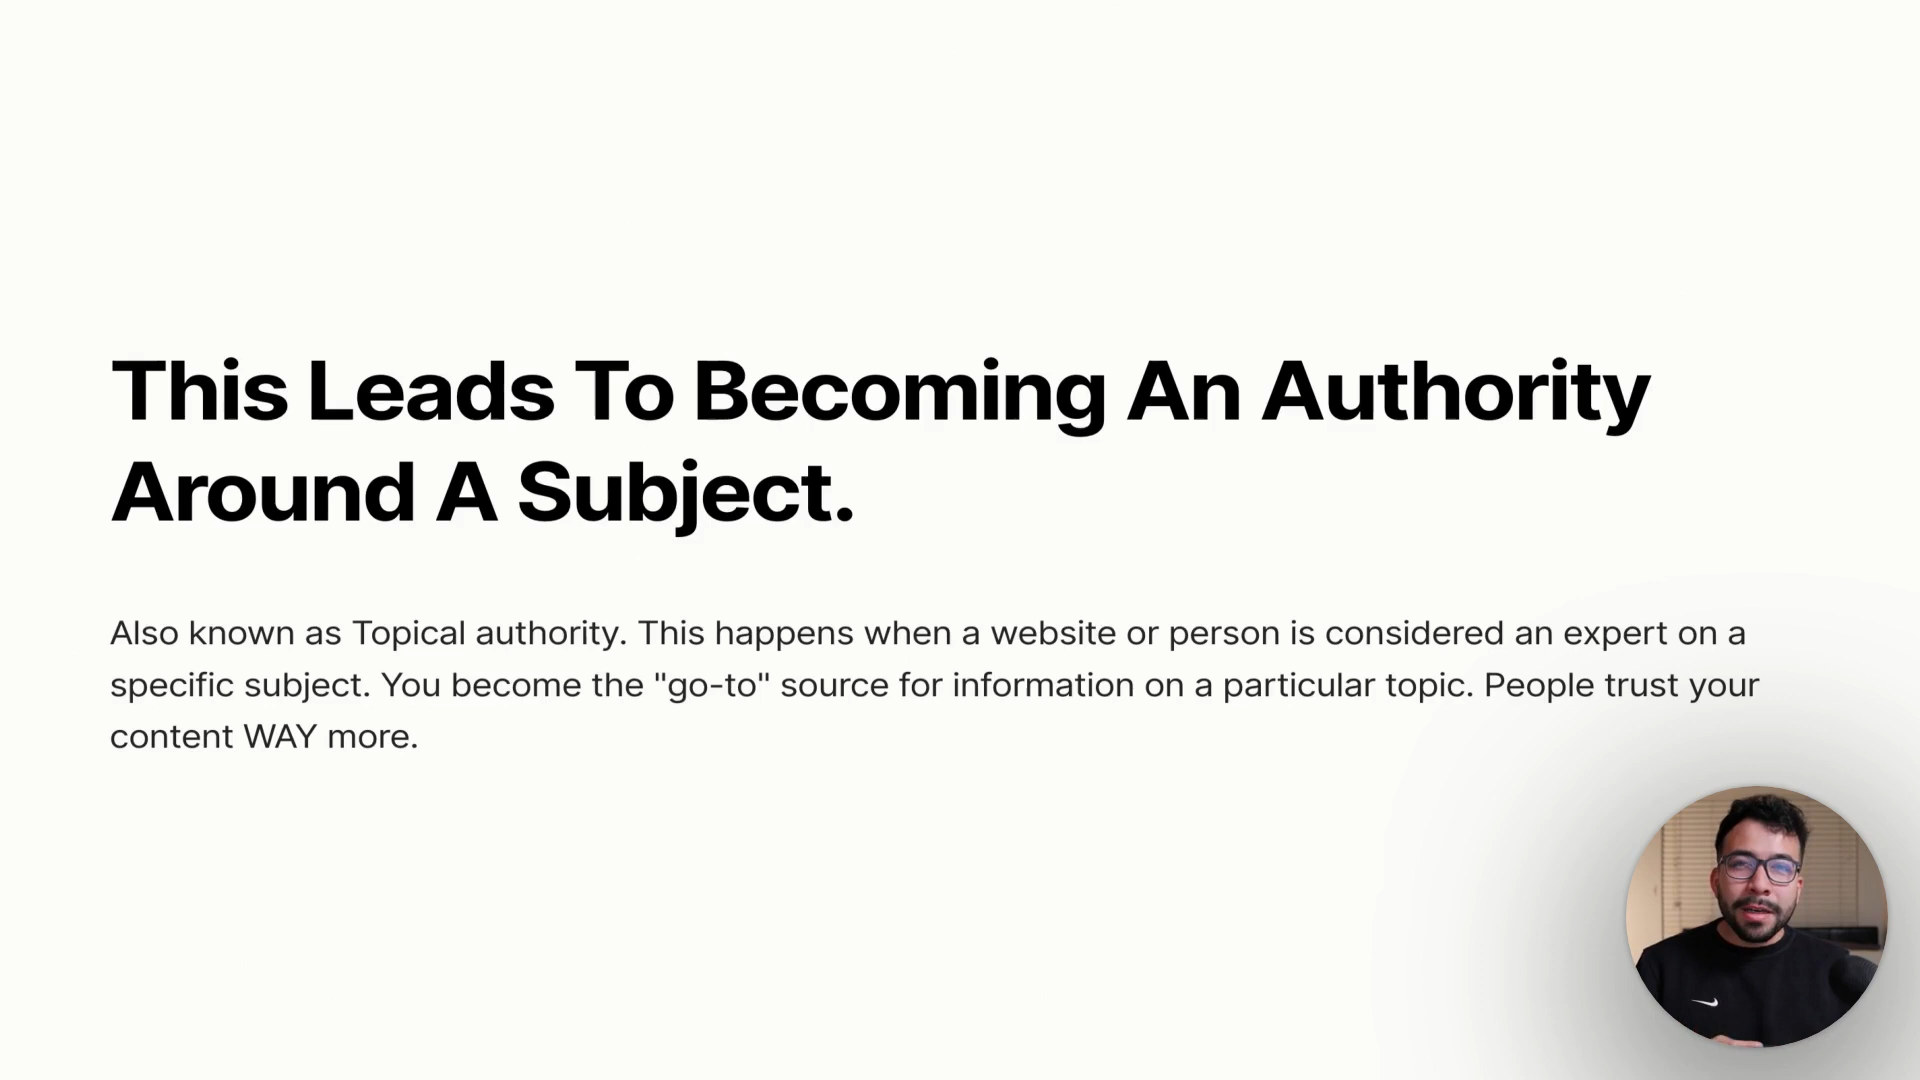 This Leads To Becoming An Authority
Around A Subject.
Also known as Topical authority. This happens when a website or person is considered an expert on a
specific subject. You become the "go-to" source for information on a particular topic. People trust your
content WAY more.